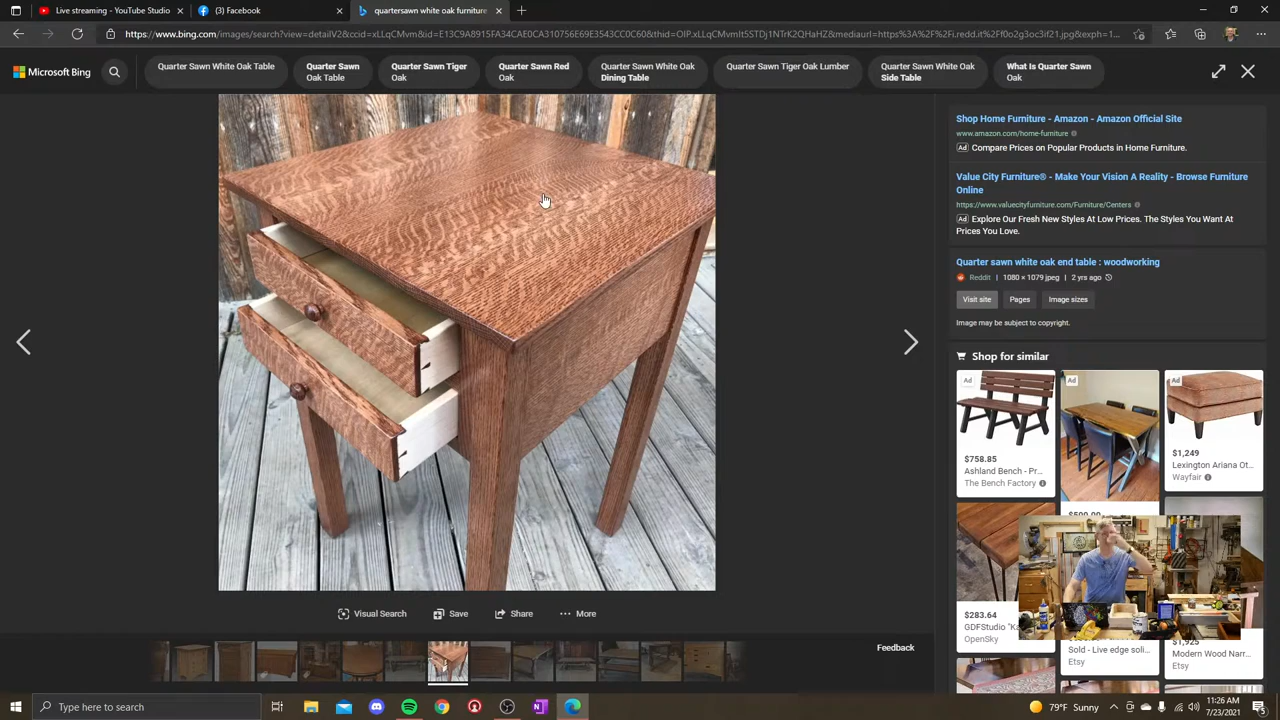 Live streaming - YouTube Studio
(3) Facebook
quartersawn white oak furniture
https://www.bing.com/images/search?view=detailV2&ccid=xLLqCMvm&id=E13C9A8915FA34CAE0CA310756E69E3543CC0C60&thid=OIP.xLLqCMvmIt5STDj1NTrK2QHaHZ&mediaurl=https%3A%2F%2Fi.redd.it%2Ff0o2g3oc3if21.jpg&exph=1...
Microsoft Bing
Quarter Sawn White Oak Table
Quarter Sawn
Oak Table
Quarter Sawn Tiger
Oak
Quarter Sawn Red
Oak
Quarter Sawn White Oak
Dining Table
Quarter Sawn Tiger Oak Lumber
Quarter Sawn White Oak
Side Table
What Is Quarter Sawn
Oak
Shop Home Furniture - Amazon - Amazon Official Site
www.amazon.com/home-furniture
Ad Compare Prices on Popular Products in Home Furniture.
Value City Furniture® - Make Your Vision A Reality - Browse Furniture
Online
https://www.valuecityfurniture.com/Furniture/Centers
Ad Explore Our Fresh New Styles At Low Prices. The Styles You Want At
Prices You Love.
Quarter sawn white oak end table : woodworking
Reddit | 1080 × 1079 jpeg | 2 yrs ago
Visit site
Pages
Image sizes
Image may be subject to copyright.
Shop for similar
Ad
Ad
Ad
$758.85
Ashland Bench - Pr...
The Bench Factory
$500.00
$1,249
Lexington Ariana Ot...
Wayfair
$283.64
GDFStudio "Ka
OpenSky
Sold - Live edge soli...
Etsy
$1,925
Modern Wood Narr...
Etsy
Visual Search
Save
Share
More
Feedback
Type here to search
79°F Sunny
11:26 AM
7/23/2021